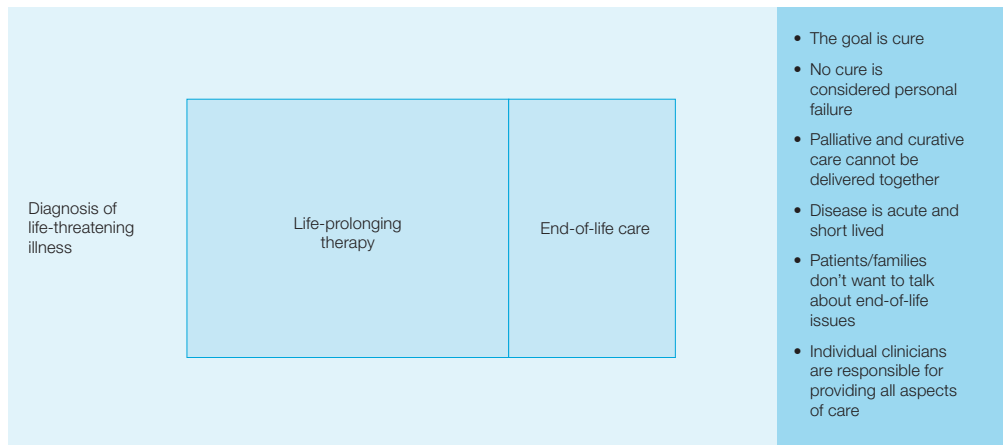 Diagnosis of
life-threatening
illness
Life-prolonging
therapy
End-of-life care
• The goal is cure
• No cure is
considered personal
failure
• Palliative and curative
care cannot be
delivered together
• Disease is acute and
short lived
• Patients/families
don’t want to talk
about end-of-life
issues
• Individual clinicians
are responsible for
providing all aspects
of care